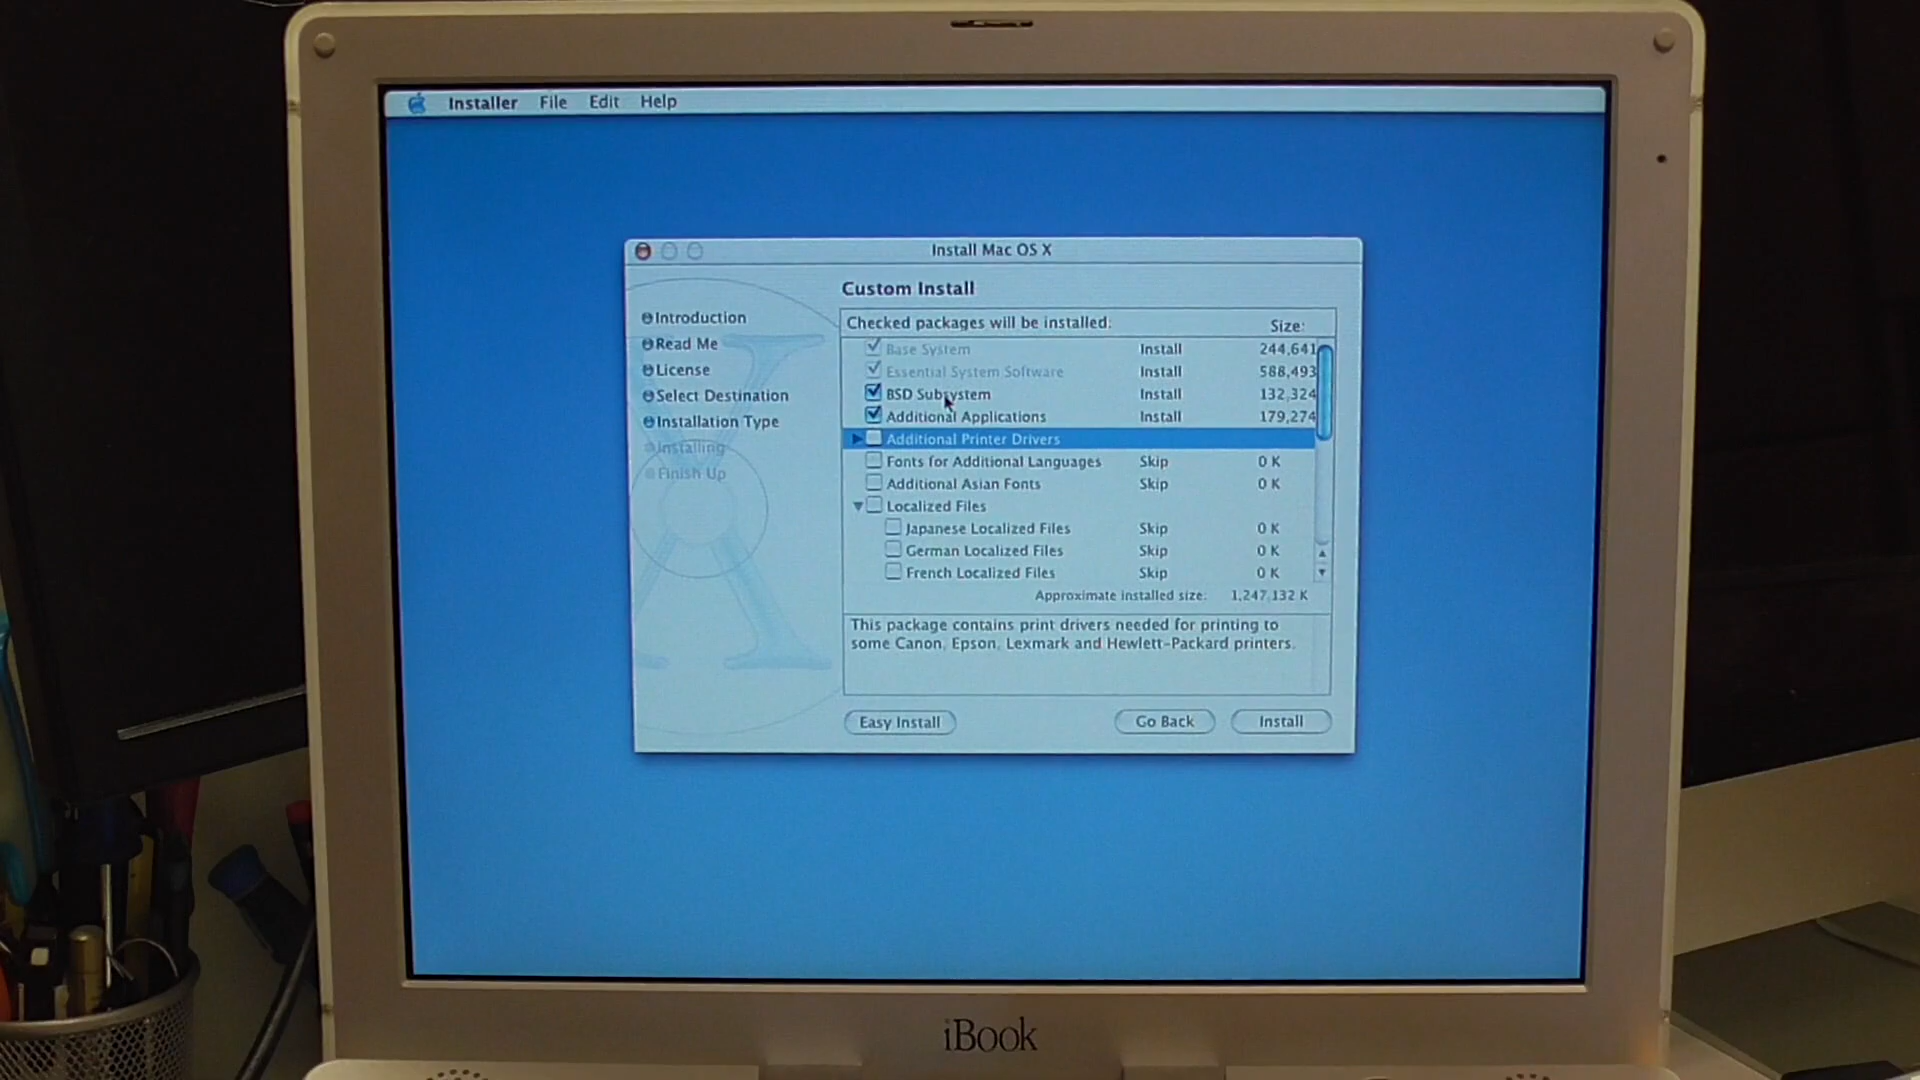 Installer File Edit Help
Install Mac OS X
Custom Install
Introduction
Read Me
License
Select Destination
Installation Type
Installing
Finish Up
Checked packages will be installed: Size:
Base System Install 244,641
Essential System Software Install 588,493
BSD Subsystem Install 132,324
Additional Applications Install 179,274
Additional Printer Drivers
Fonts for Additional Languages Skip 0 K
Additional Asian Fonts Skip 0 K
Localized Files
Japanese Localized Files Skip 0 K
German Localized Files Skip 0 K
French Localized Files Skip 0 K
Approximate installed size: 1,247,132 K
This package contains print drivers needed for printing to
some Canon, Epson, Lexmark and Hewlett-Packard printers.
Easy Install Go Back Install
iBook